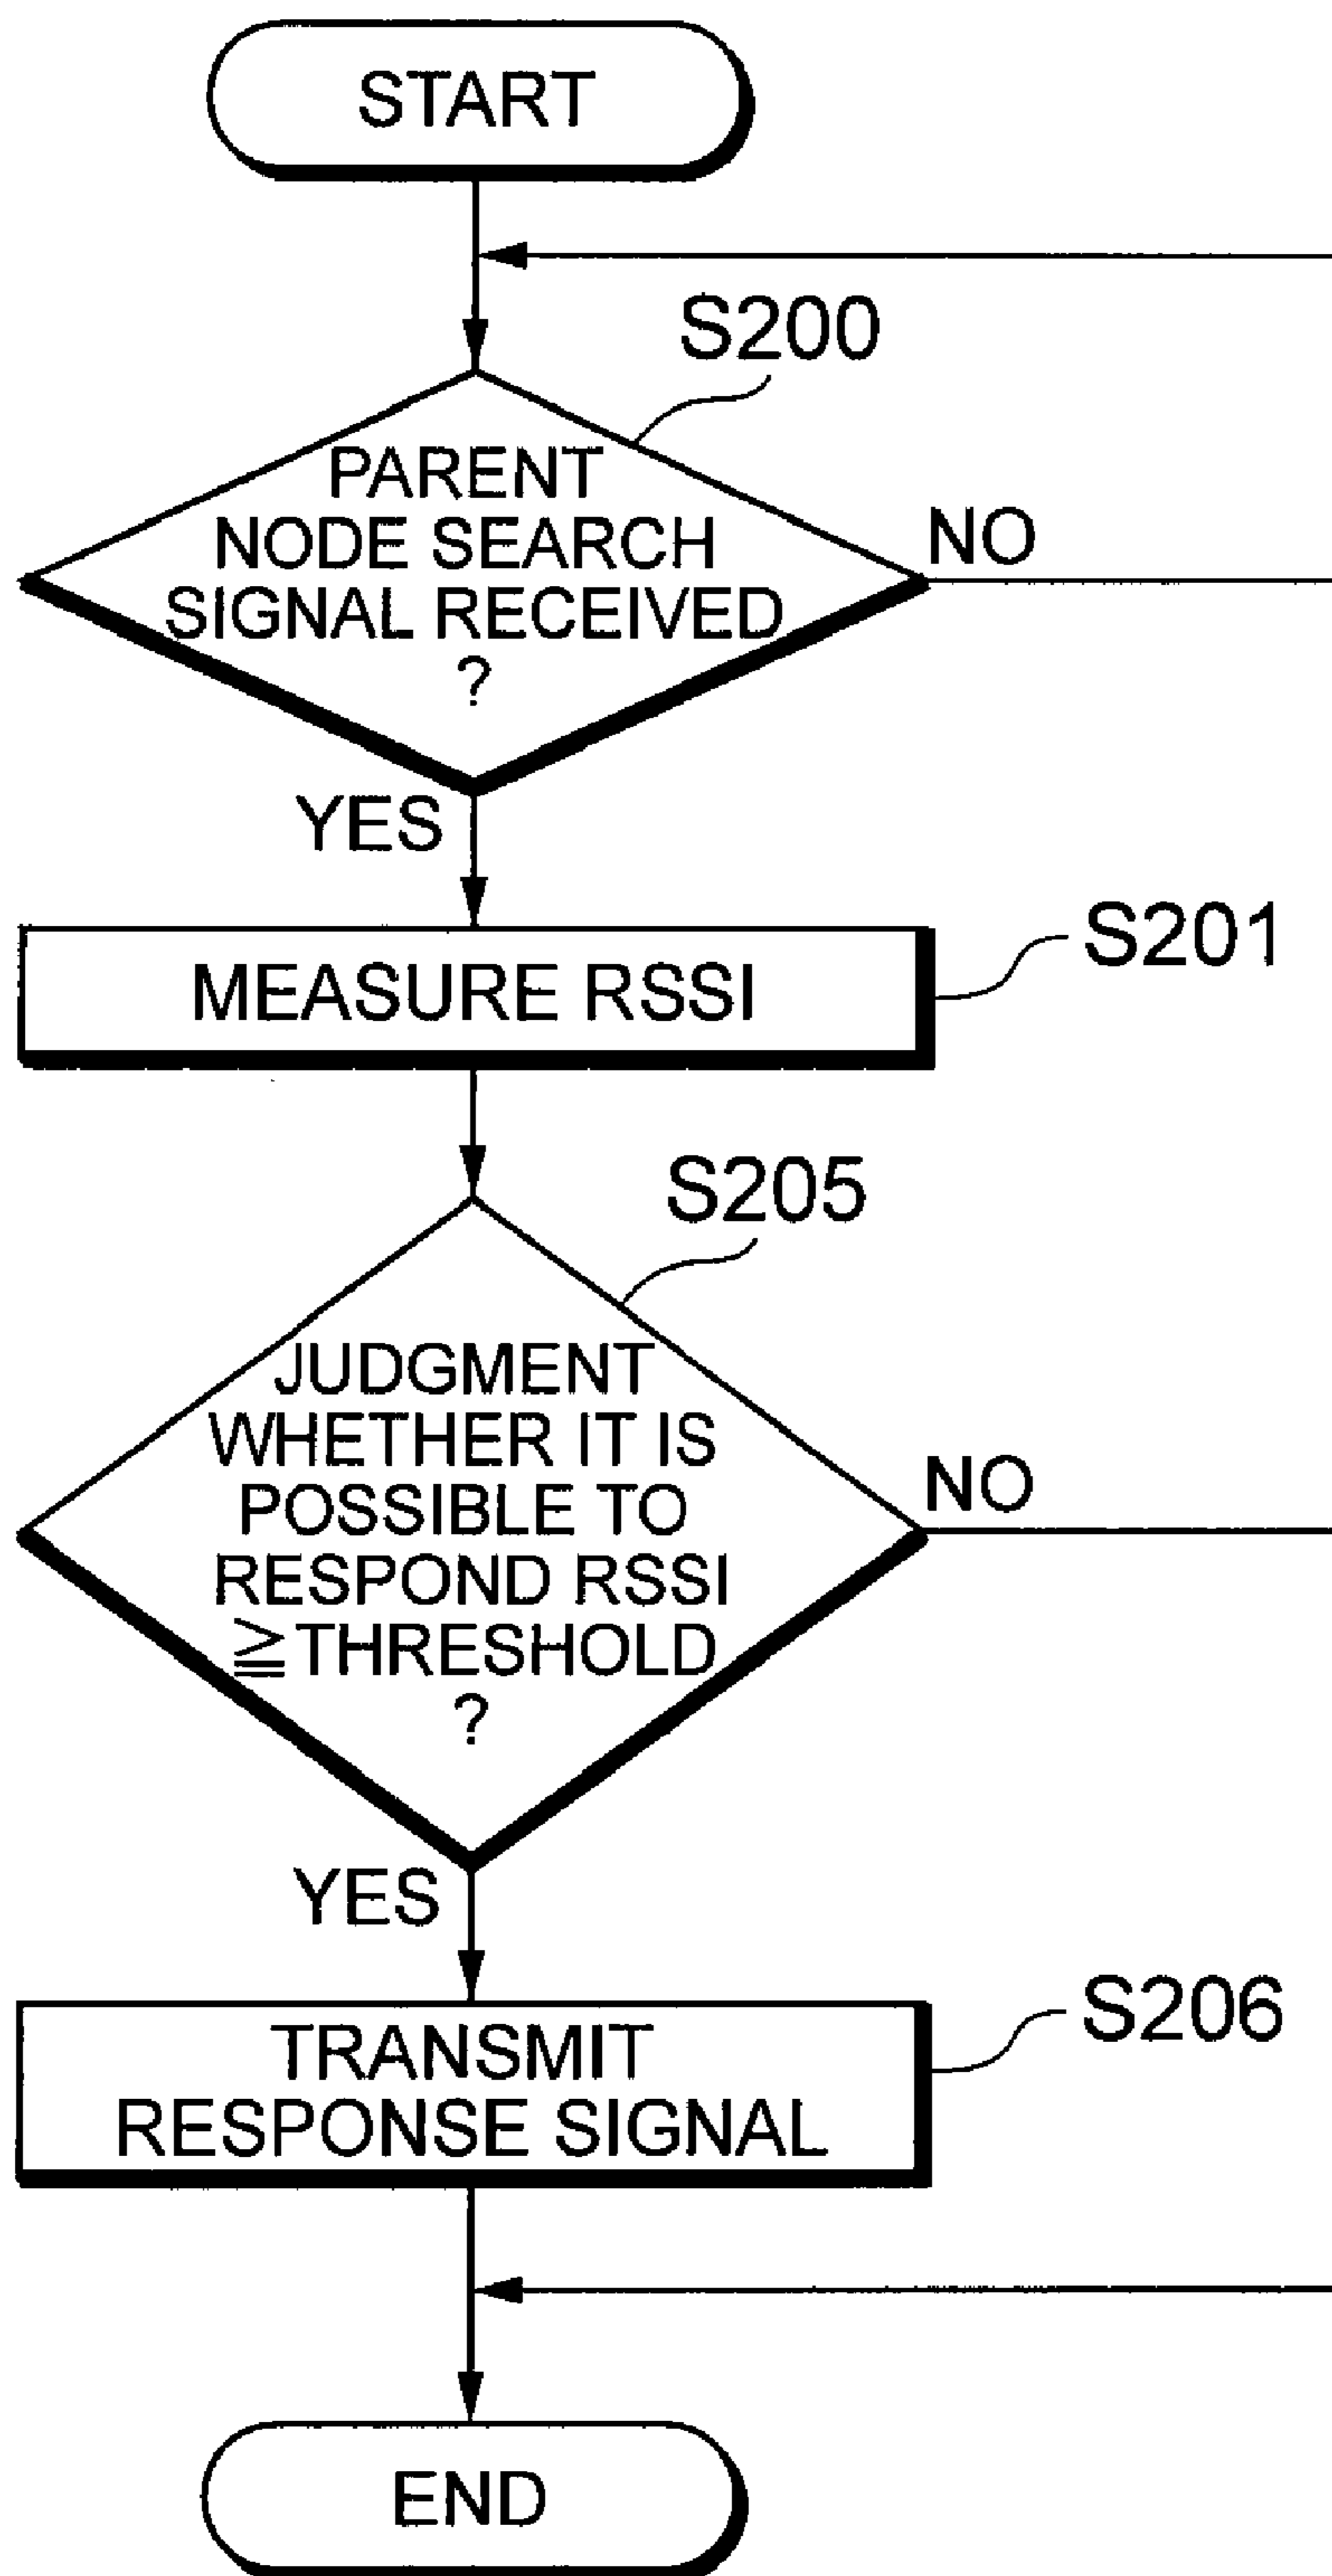 START
S200
PARENT
NODE SEARCH
SIGNAL RECEIVED
?
NO
YES
MEASURE RSSI
S201
S205
JUDGMENT
WHETHER IT IS
POSSIBLE TO
RESPOND RSSI
≧THRESHOLD
?
NO
YES
TRANSMIT
RESPONSE SIGNAL
S206
END